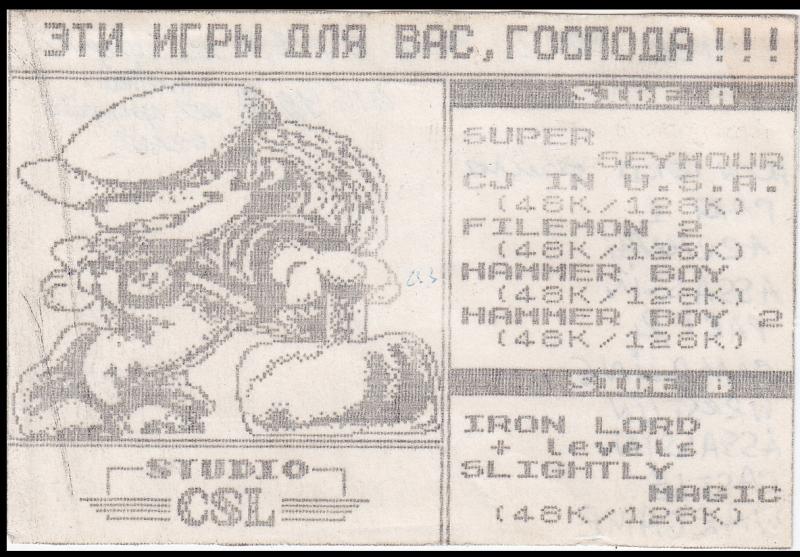 ЭТИ ИГРЫ ДЛЯ ВАС, ГОСПОДА !!!
SIDE A
SUPER
SEYMOUR
CJ IN U.S.A.
(48K/128K)
FILEMON 2
(48K/128K)
HAMMER BOY
(48K/128K)
HAMMER BOY 2
(48K/128K)
SIDE B
IRON LORD
+ levels
SLIGHTLY
MAGIC
(48K/128K)
STUDIO
CSL